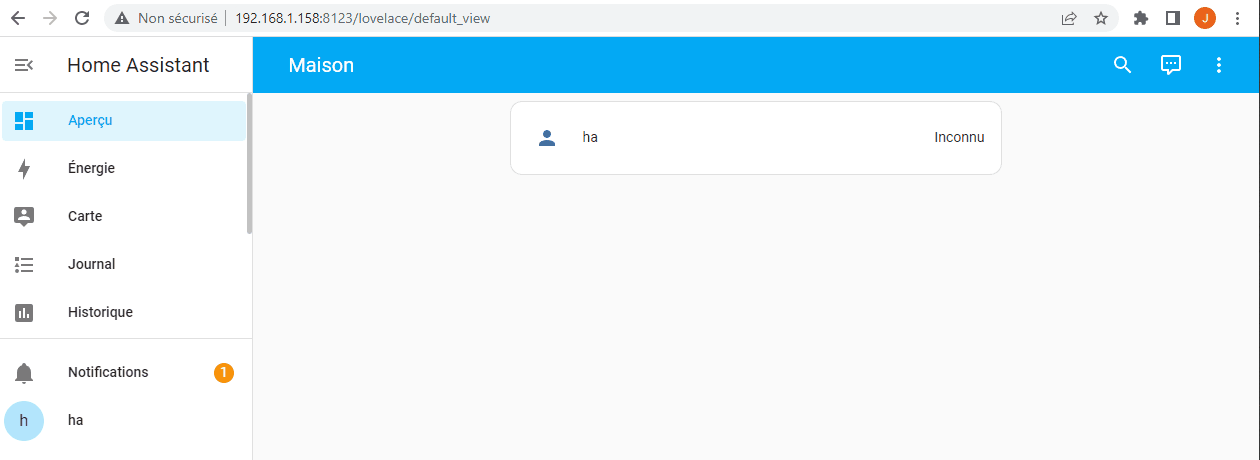 Non sécurisé 192.168.1.158:8123/lovelace/default_view J
Home Assistant
Maison
Aperçu
Énergie
Carte
Journal
Historique
Notifications 1
h ha
ha Inconnu